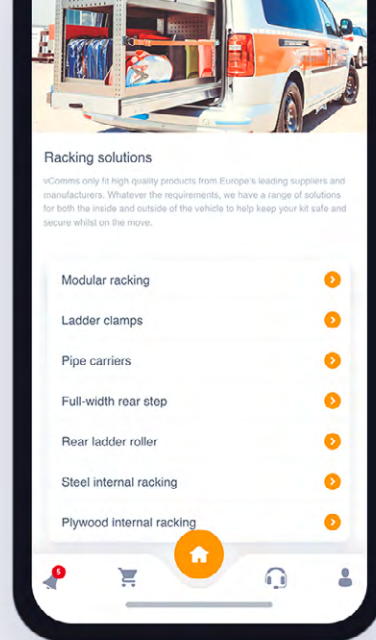 Racking solutions
vComms only fit high quality products from Europe's leading suppliers and
manufacturers. Whatever the requirements, we have a range of solutions
for both the inside and outside of the vehicle to help keep your kit safe and
secure whilst on the move.
Modular racking
Ladder clamps
Pipe carriers
Full-width rear step
Rear ladder roller
Steel internal racking
Plywood internal racking
5